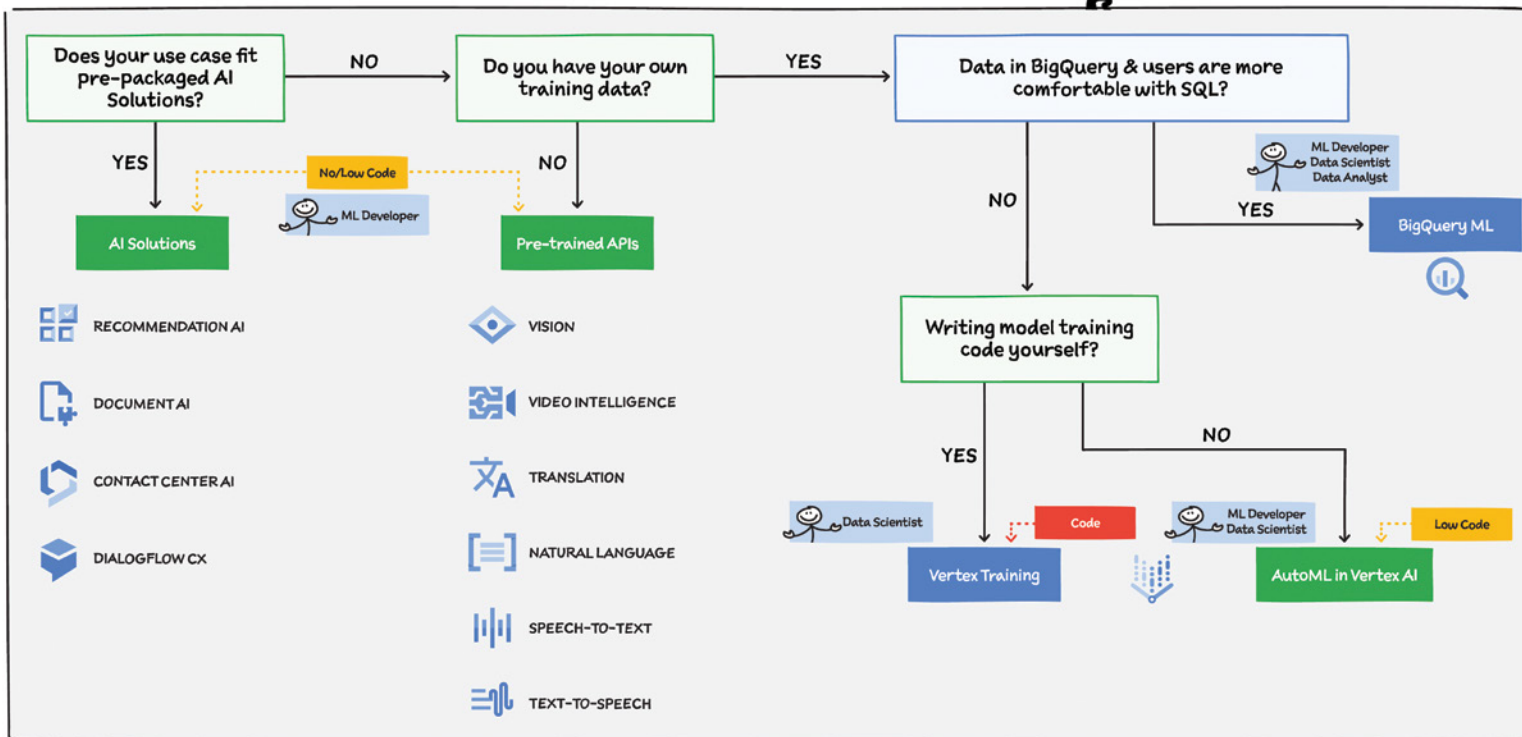 Does your use case fit
pre-packaged AI
Solutions?
NO
Do you have your own
training data?
YES
Data in BigQuery & users are more
comfortable with SQL?
YES
No/Low Code
ML Developer
NO
AI Solutions
Pre-trained APIs
NO
ML Developer
Data Scientist
Data Analyst
YES
BigQuery ML
RECOMMENDATION AI
DOCUMENT AI
CONTACT CENTER AI
DIALOGFLOW CX
VISION
VIDEO INTELLIGENCE
TRANSLATION
NATURAL LANGUAGE
SPEECH-TO-TEXT
TEXT-TO-SPEECH
Writing model training
code yourself?
YES
NO
Data Scientist
Code
Vertex Training
ML Developer
Data Scientist
Low Code
AutoML in Vertex AI